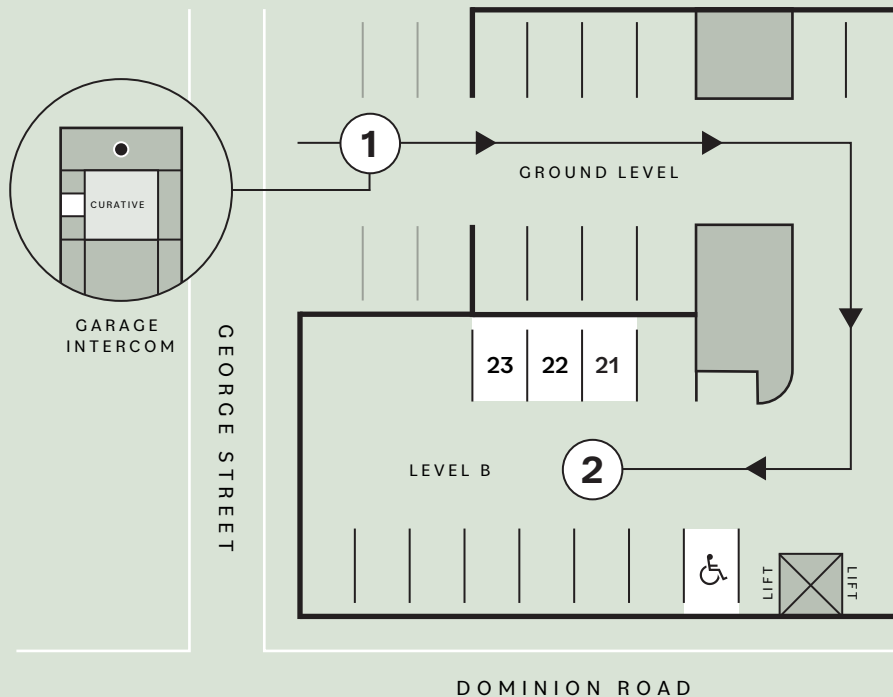 1
GROUND LEVEL
CURATIVE
GARAGE
INTERCOM
GEORGE STREET
23 22 21
LEVEL B
2
LIFT
LIFT
DOMINION ROAD